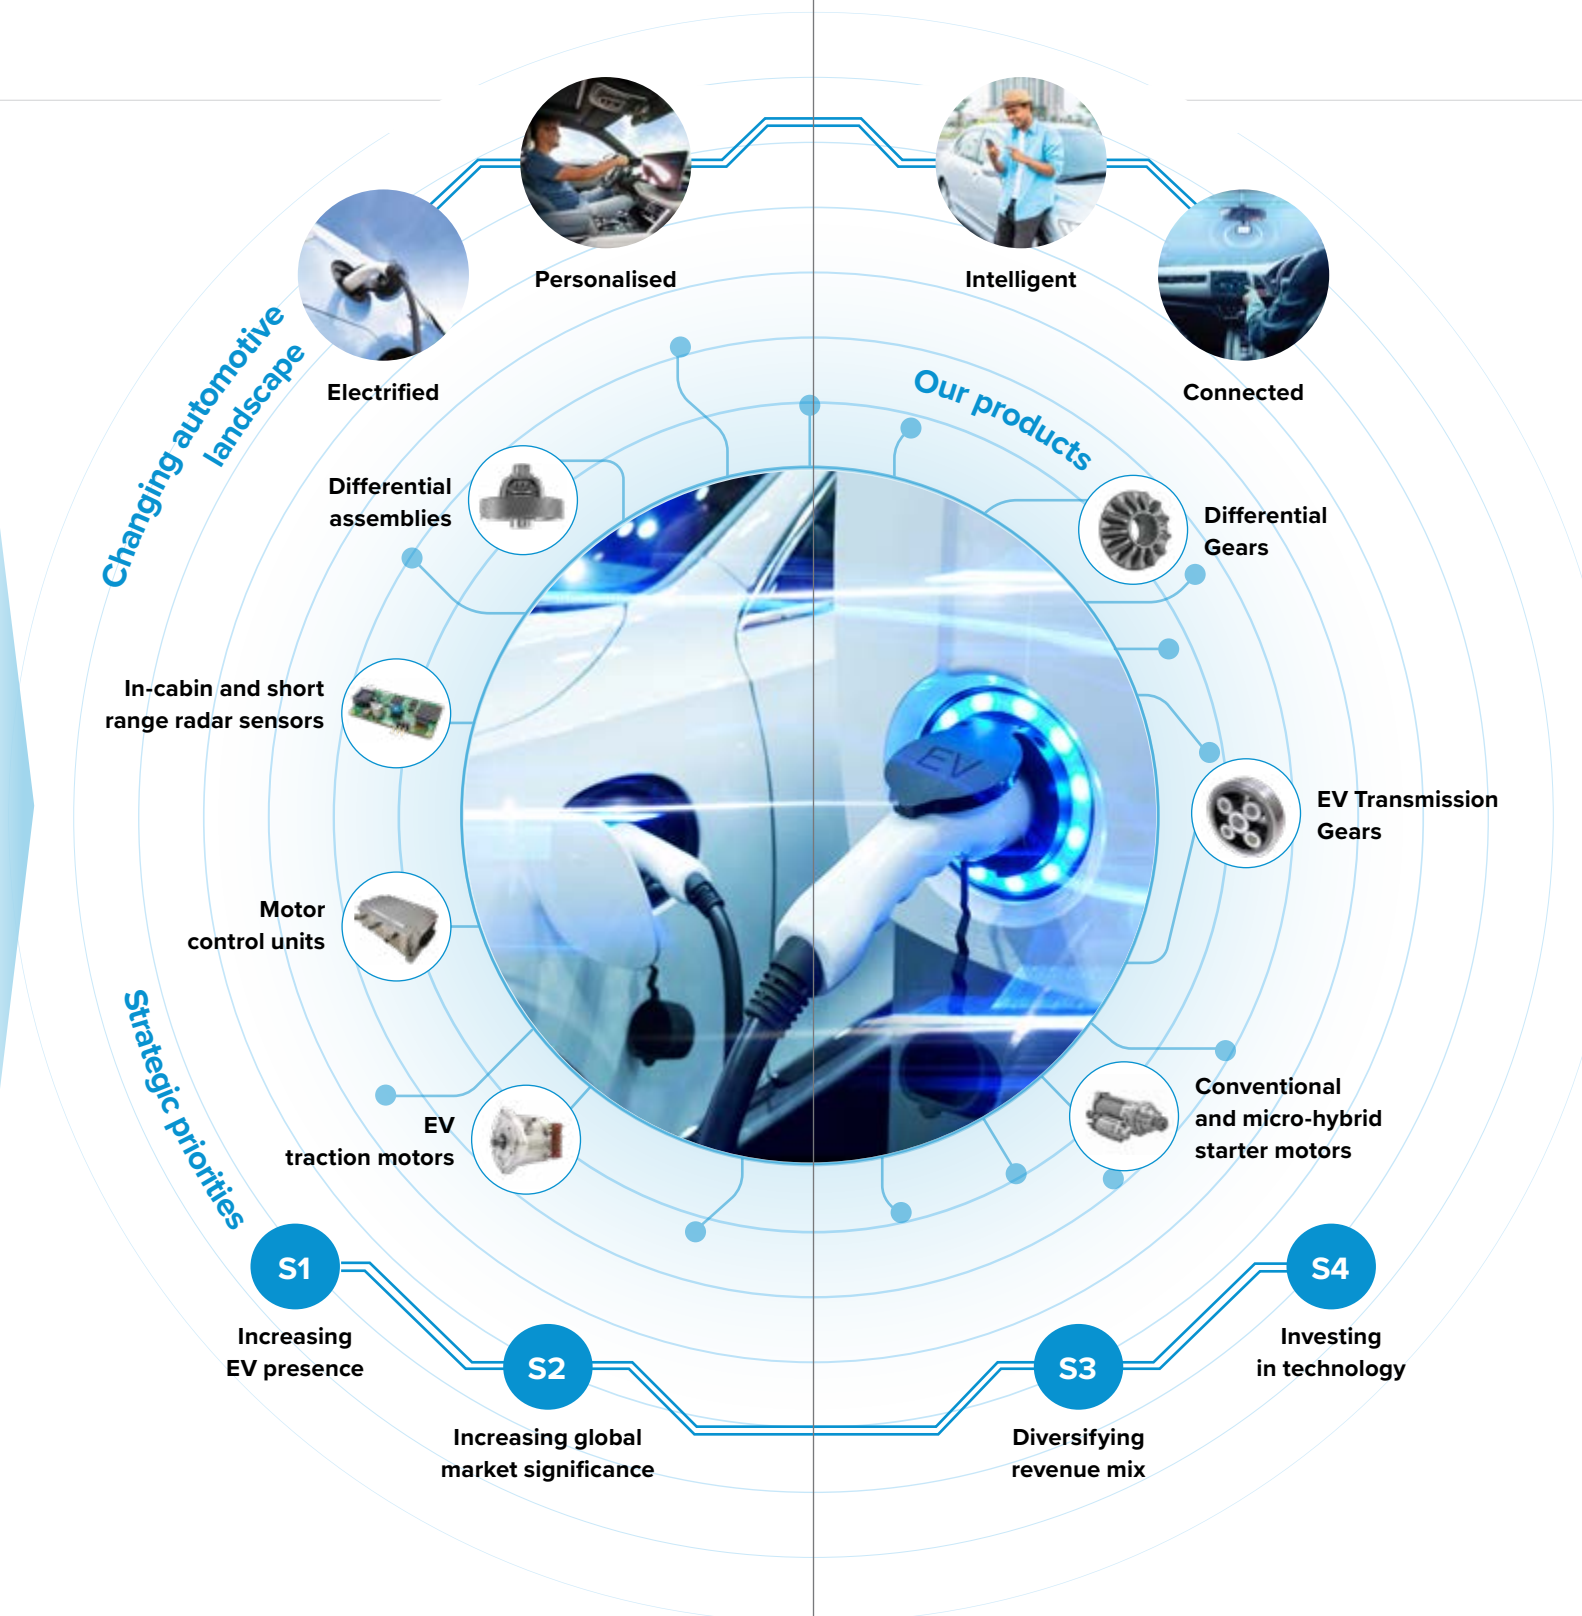 Personalised
Intelligent
Electrified
Connected
Changing automotive
landscape
Our products
Differential
assemblies
Differential
Gears
In-cabin and short
range radar sensors
EV
EV Transmission
Gears
Motor
control units
Strategic priorities
EV
traction motors
Conventional
and micro-hybrid
starter motors
S1
Increasing
EV presence
S2
Increasing global
market significance
S3
Diversifying
revenue mix
S4
Investing
in technology